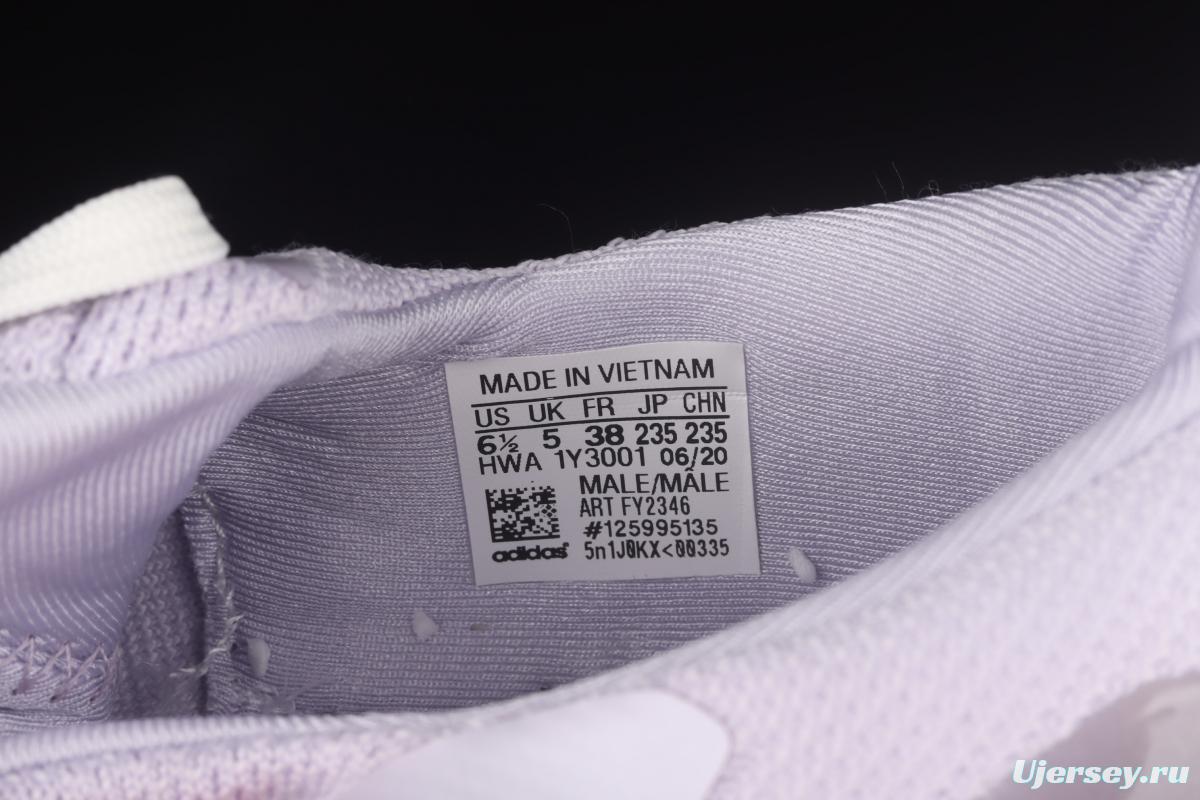 MADE IN VIETNAM
US UK FR JP CHN
6½ 5 38 235 235
HWA 1Y3001 06/20
MALE/MÂLE
ART FY2346
#125995135
adidas 5n1J0KX<00335
Ujersey.ru